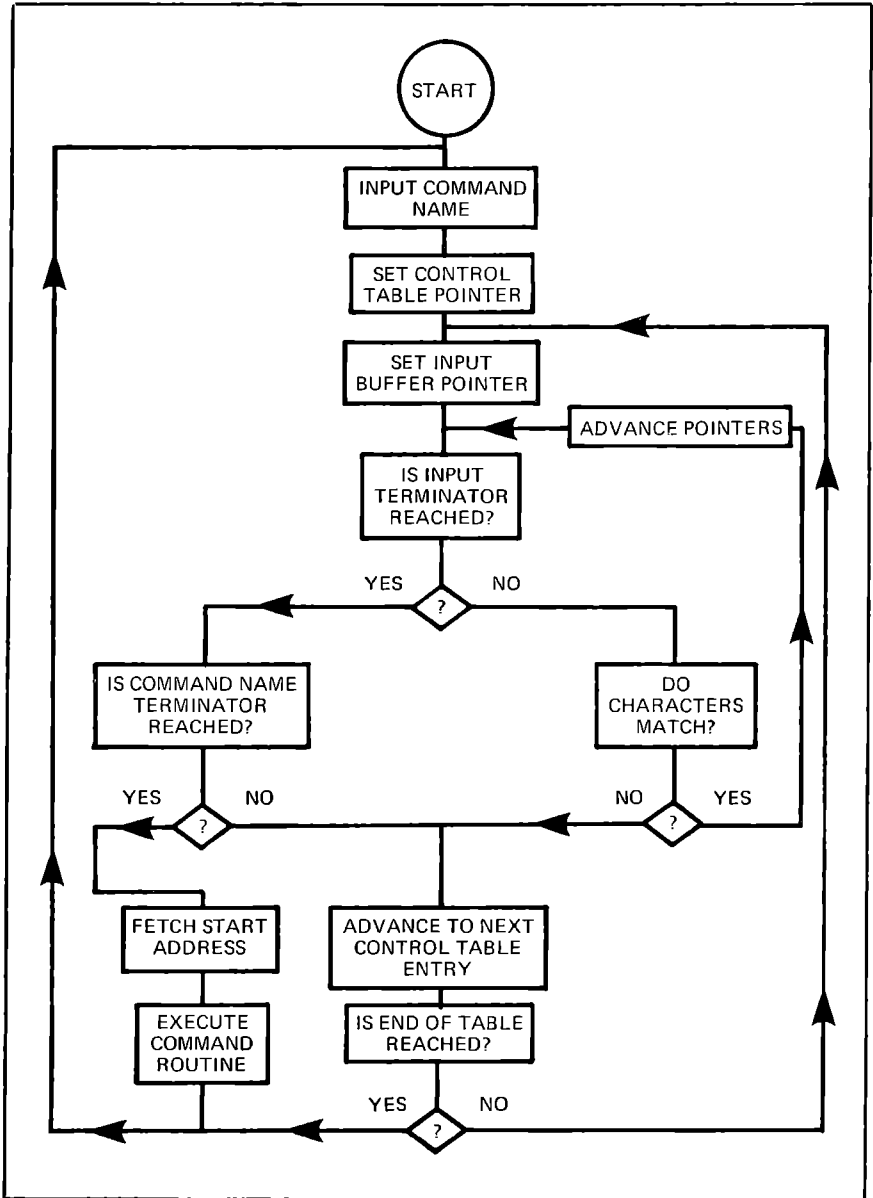 START
INPUT COMMAND
NAME
SET CONTROL
TABLE POINTER
SET INPUT
BUFFER POINTER
ADVANCE POINTERS
IS INPUT
TERMINATOR
REACHED?
YES
NO
?
IS COMMAND NAME
TERMINATOR
REACHED?
DO
CHARACTERS
MATCH?
YES
NO
?
NO
YES
?
FETCH START
ADDRESS
ADVANCE TO NEXT
CONTROL TABLE
ENTRY
EXECUTE
COMMAND
ROUTINE
IS END OF TABLE
REACHED?
YES
NO
?